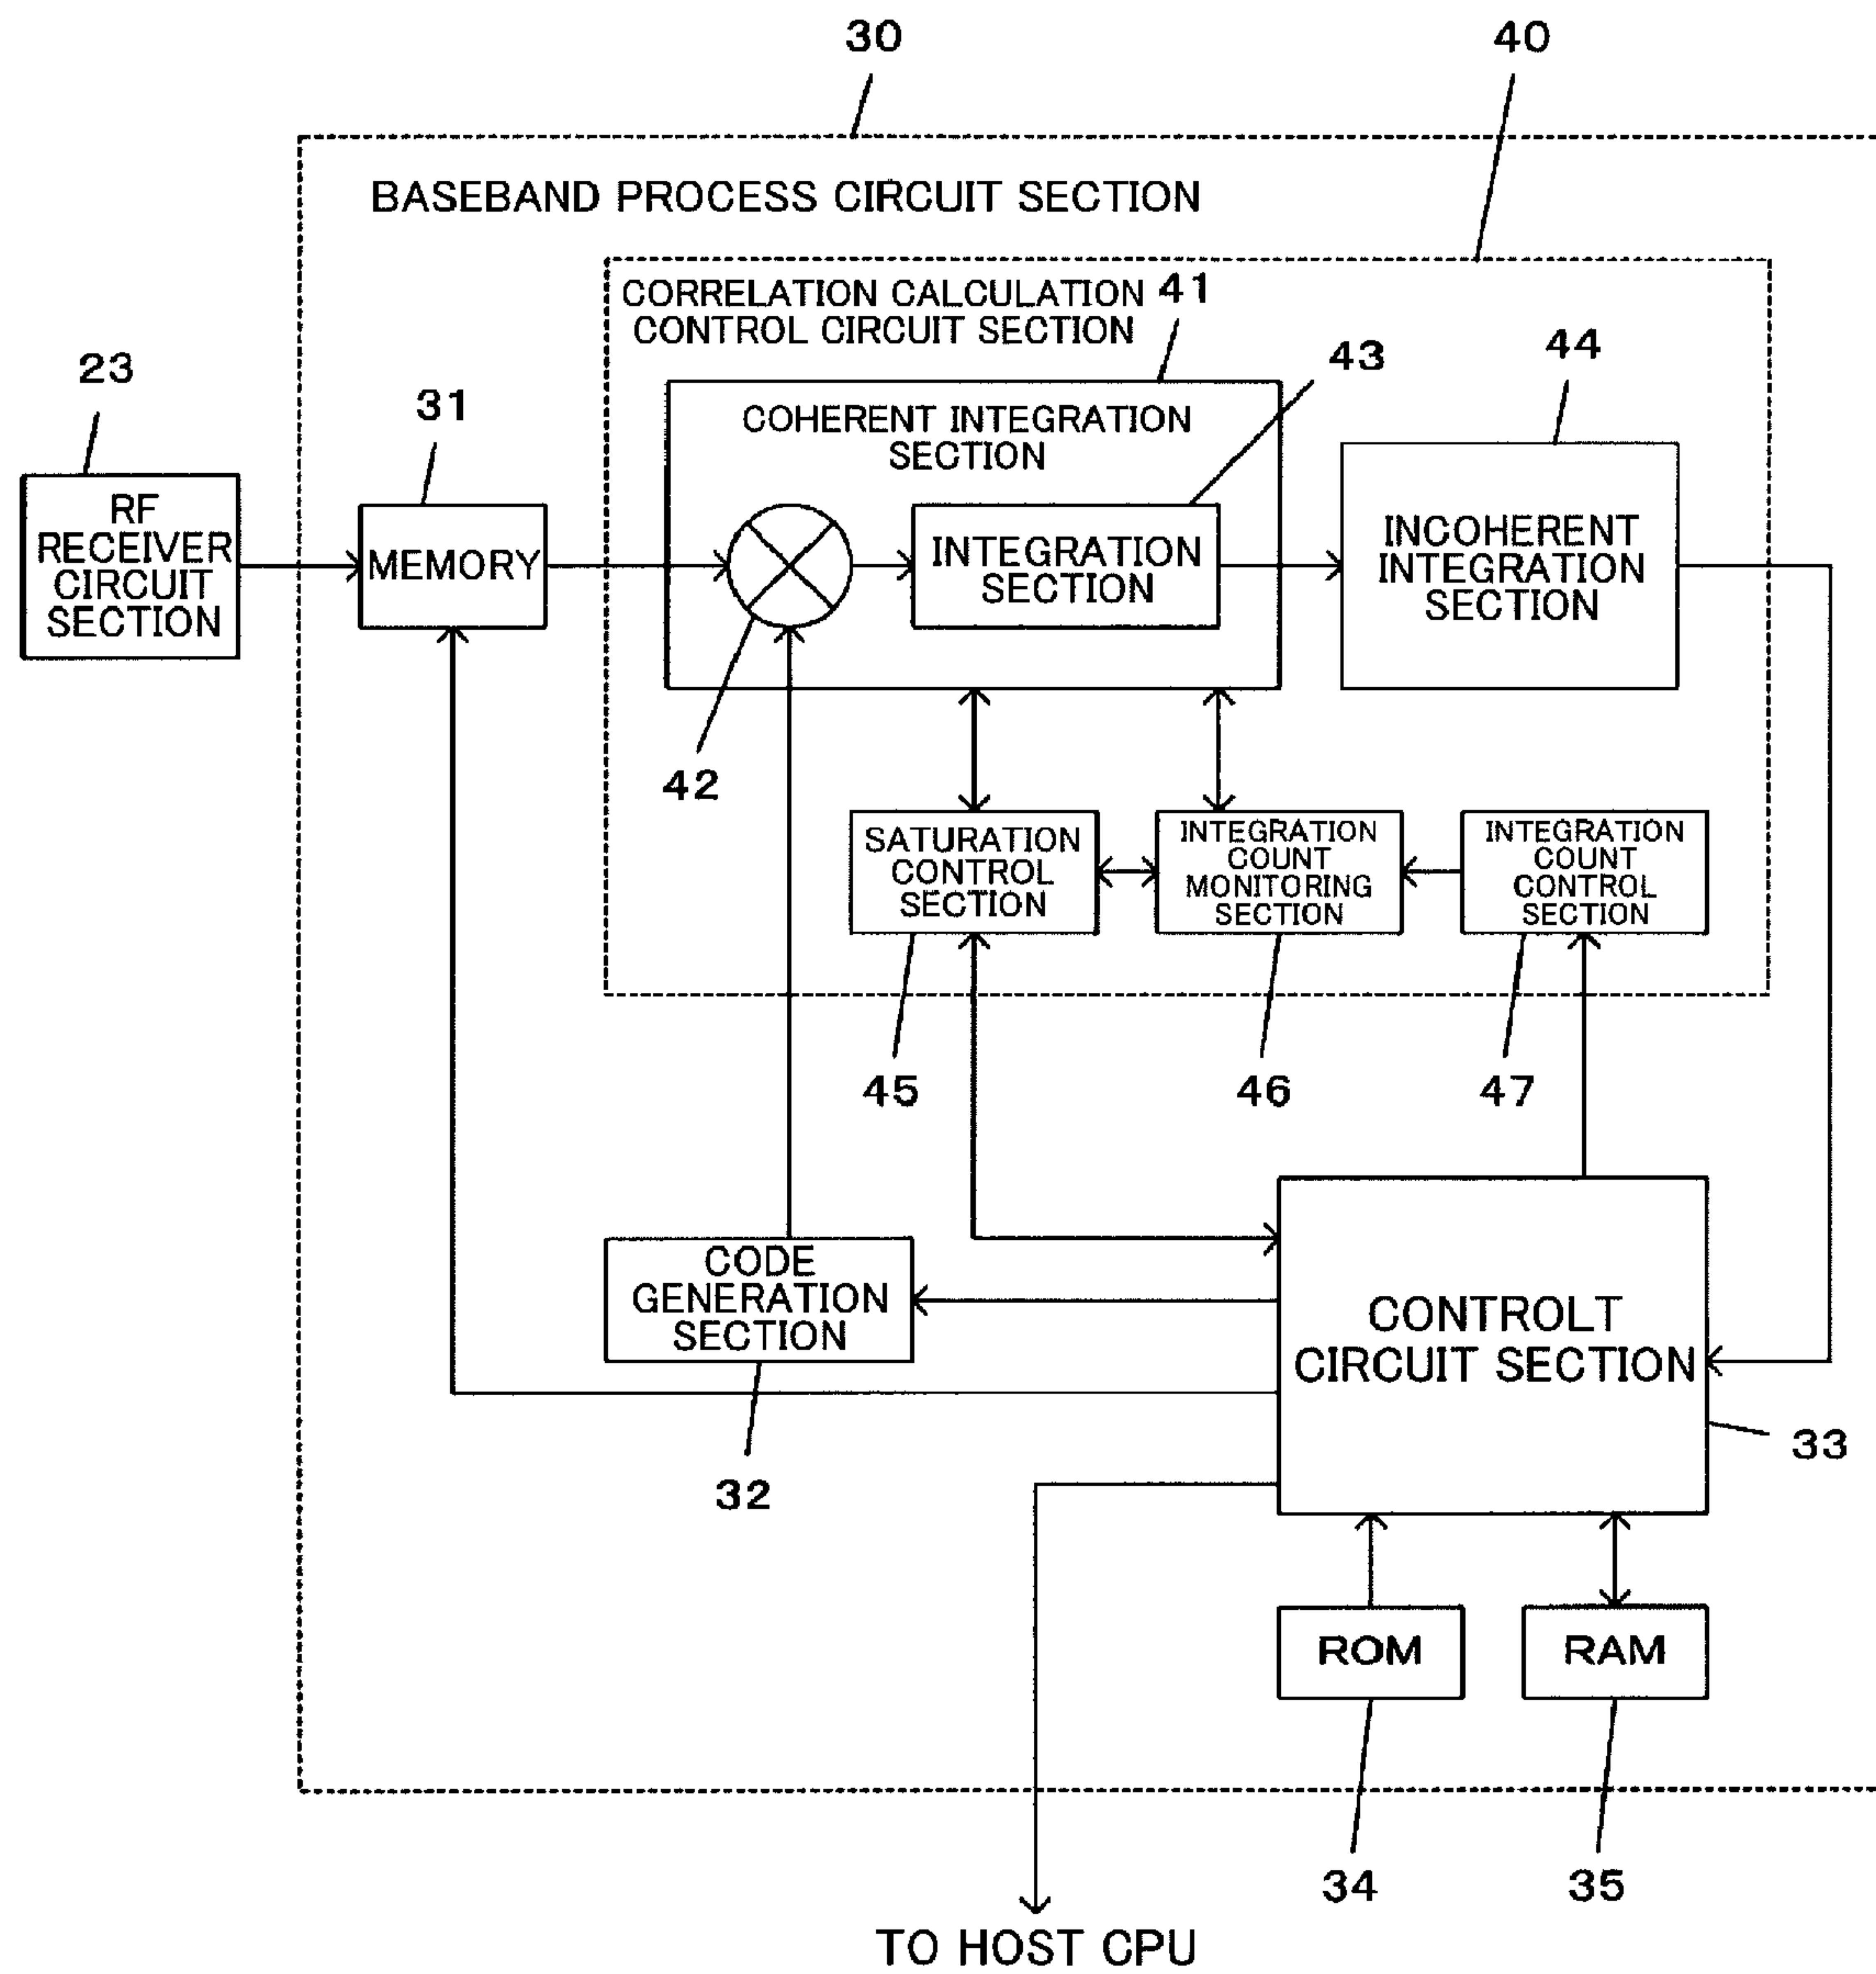 30
40
BASEBAND PROCESS CIRCUIT SECTION
CORRELATION CALCULATION
CONTROL CIRCUIT SECTION
41
43
44
23
31
COHERENT INTEGRATION
SECTION
RF
RECEIVER
CIRCUIT
SECTION
MEMORY
INTEGRATION
SECTION
INCOHERENT
INTEGRATION
SECTION
42
SATURATION
CONTROL
SECTION
INTEGRATION
COUNT
MONITORING
SECTION
INTEGRATION
COUNT
CONTROL
SECTION
45
46
47
CODE
GENERATION
SECTION
CONTROLT
CIRCUIT SECTION
33
32
ROM
RAM
34
35
TO HOST CPU